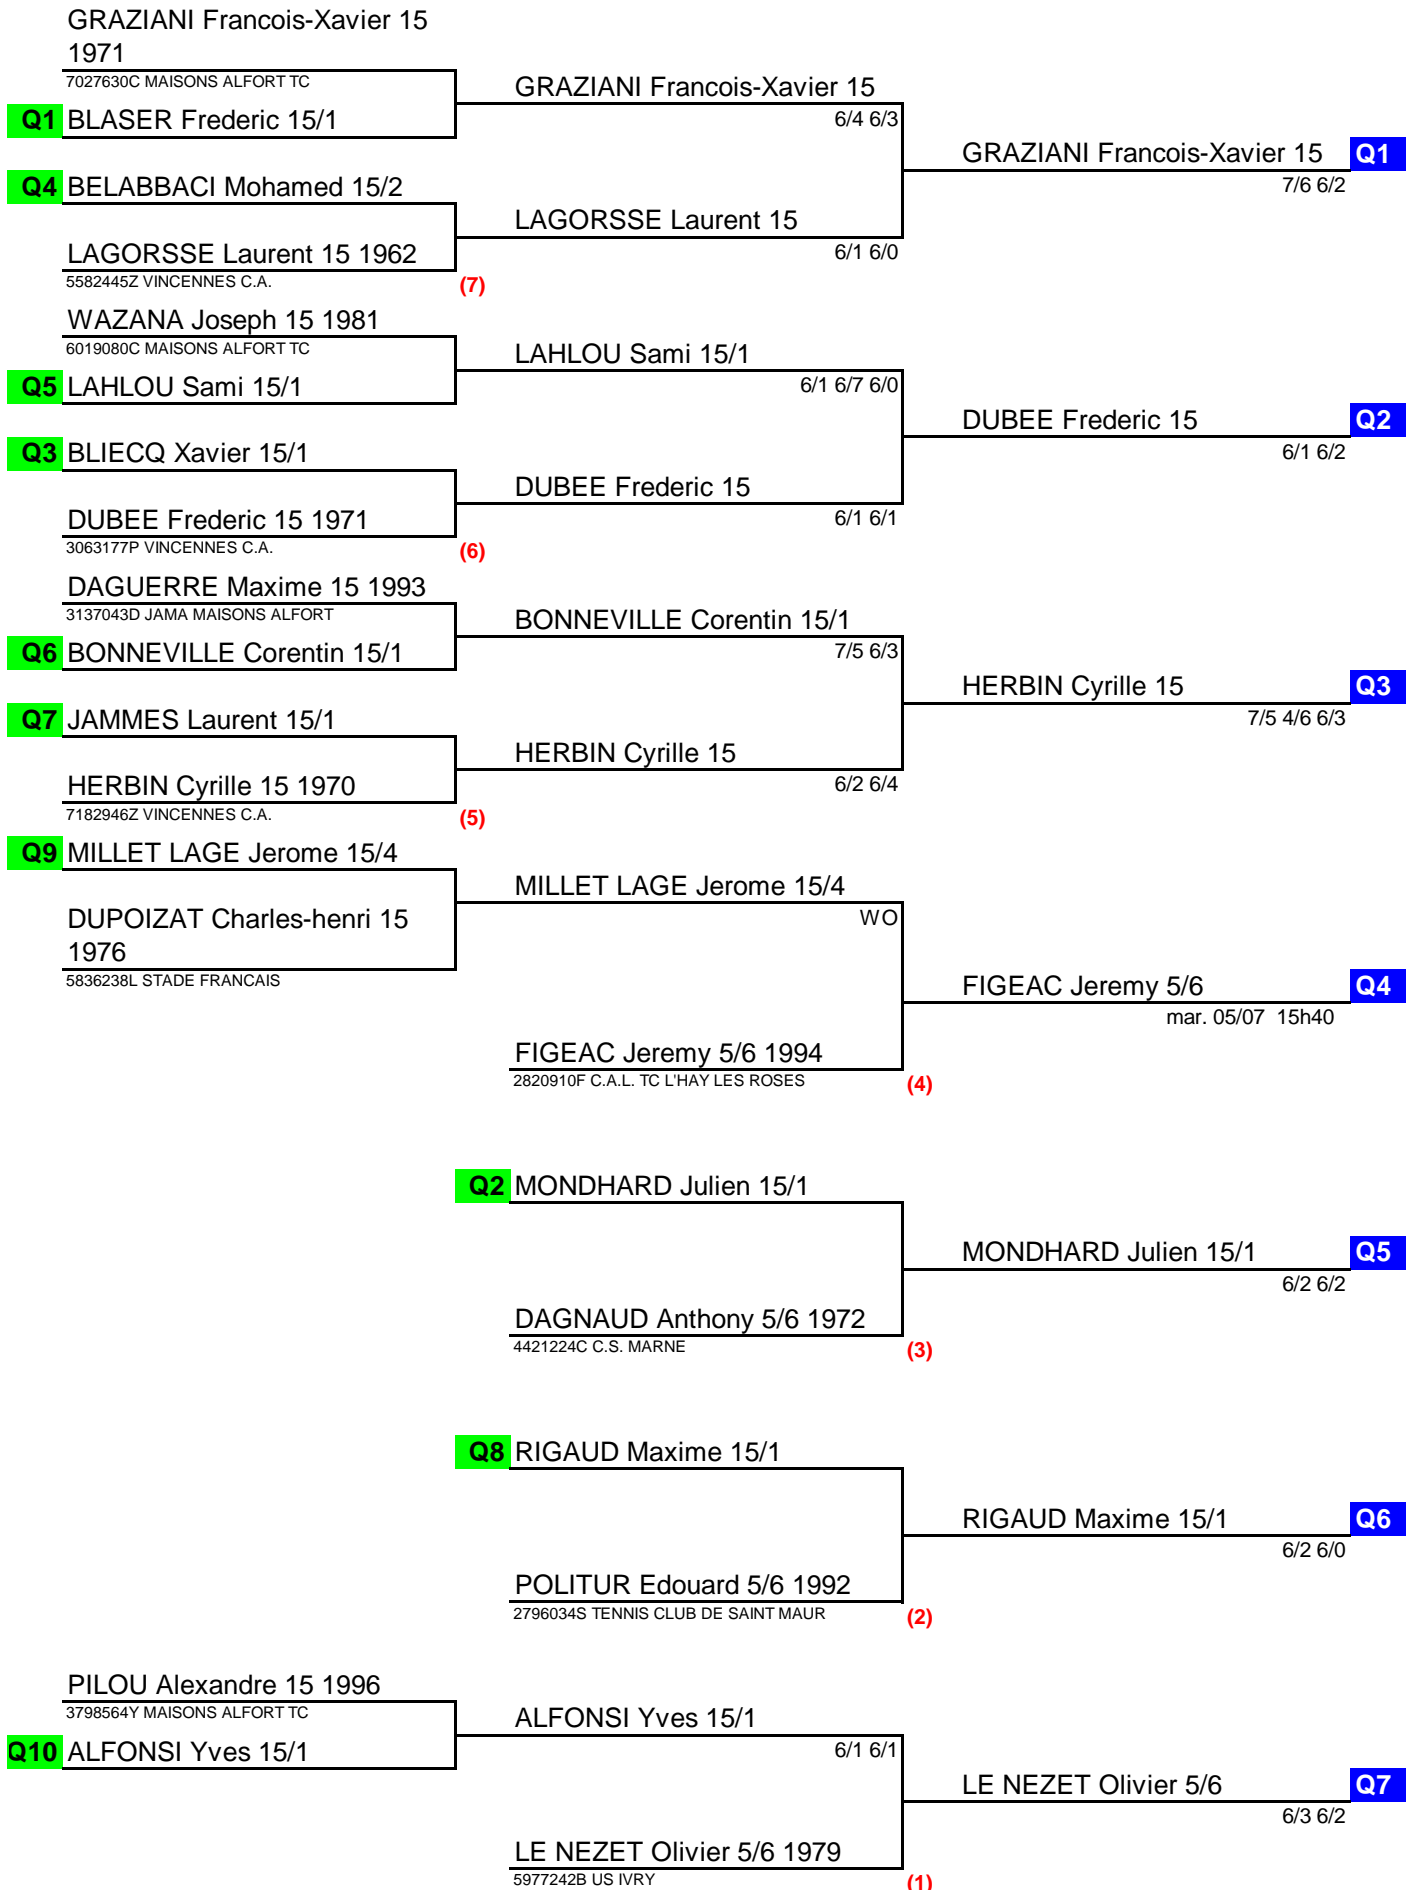 GRAZIANI Francois-Xavier 15
1971
7027630C MAISONS ALFORT TC
GRAZIANI Francois-Xavier 15
Q1 BLASER Frederic 15/1
6/4 6/3
GRAZIANI Francois-Xavier 15 Q1
Q4 BELABBACI Mohamed 15/2
7/6 6/2
LAGORSSE Laurent 15
LAGORSSE Laurent 15 1962
6/1 6/0
5582445Z VINCENNES C.A.
(7)
WAZANA Joseph 15 1981
6019080C MAISONS ALFORT TC
LAHLOU Sami 15/1
Q5 LAHLOU Sami 15/1
6/1 6/7 6/0
DUBEE Frederic 15 Q2
Q3 BLIECQ Xavier 15/1
6/1 6/2
DUBEE Frederic 15
DUBEE Frederic 15 1971
6/1 6/1
3063177P VINCENNES C.A.
(6)
DAGUERRE Maxime 15 1993
3137043D JAMA MAISONS ALFORT
BONNEVILLE Corentin 15/1
Q6 BONNEVILLE Corentin 15/1
7/5 6/3
HERBIN Cyrille 15 Q3
Q7 JAMMES Laurent 15/1
7/5 4/6 6/3
HERBIN Cyrille 15
HERBIN Cyrille 15 1970
6/2 6/4
7182946Z VINCENNES C.A.
(5)
Q9 MILLET LAGE Jerome 15/4
MILLET LAGE Jerome 15/4
DUPOIZAT Charles-henri 15
1976
WO
5836238L STADE FRANCAIS
FIGEAC Jeremy 5/6 Q4
mar. 05/07 15h40
FIGEAC Jeremy 5/6 1994
2820910F C.A.L. TC L'HAY LES ROSES
(4)
Q2 MONDHARD Julien 15/1
MONDHARD Julien 15/1 Q5
6/2 6/2
DAGNAUD Anthony 5/6 1972
4421224C C.S. MARNE
(3)
Q8 RIGAUD Maxime 15/1
RIGAUD Maxime 15/1 Q6
6/2 6/0
POLITUR Edouard 5/6 1992
2796034S TENNIS CLUB DE SAINT MAUR
(2)
PILOU Alexandre 15 1996
3798564Y MAISONS ALFORT TC
ALFONSI Yves 15/1
Q10 ALFONSI Yves 15/1
6/1 6/1
LE NEZET Olivier 5/6 Q7
6/3 6/2
LE NEZET Olivier 5/6 1979
5977242B US IVRY
(1)